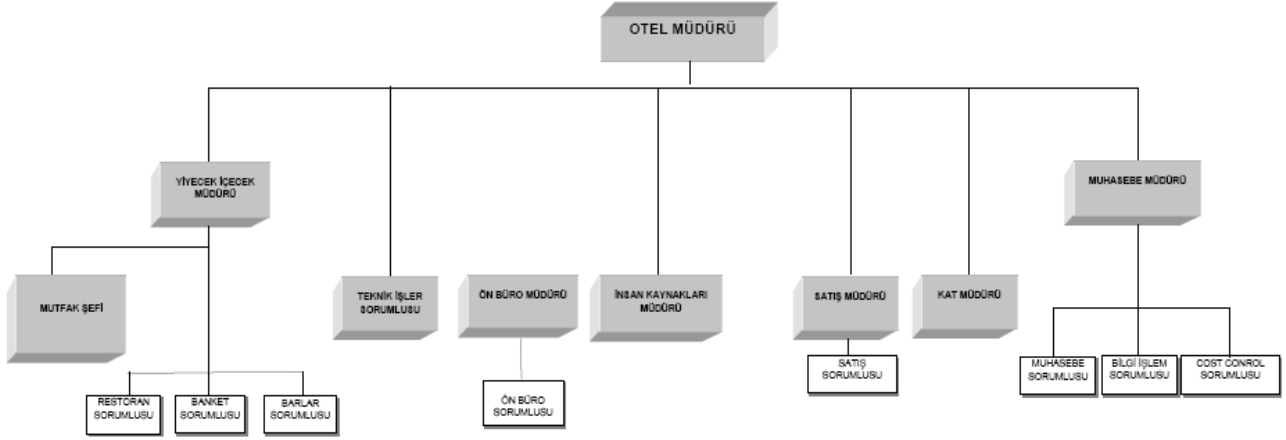 OTEL MÜDÜRÜ
YİYECEK İÇECEK
MÜDÜRÜ
MUHASEBE MÜDÜRÜ
MUTFAK ŞEFİ
TEKNİK İŞLER
SORUMLUSU
ÖN BÜRO MÜDÜRÜ
İNSAN KAYNAKLARI
MÜDÜRÜ
SATIŞ MÜDÜRÜ
KAT MÜDÜRÜ
RESTORAN
SORUMLUSU
BANKET
SORUMLUSU
BARLAR
SORUMLUSU
ÖN BÜRO
SORUMLUSU
SATIŞ
SORUMLUSU
MUHASEBE
SORUMLUSU
BİLGİ İŞLEM
SORUMLUSU
COST CONROL
SORUMLUSU